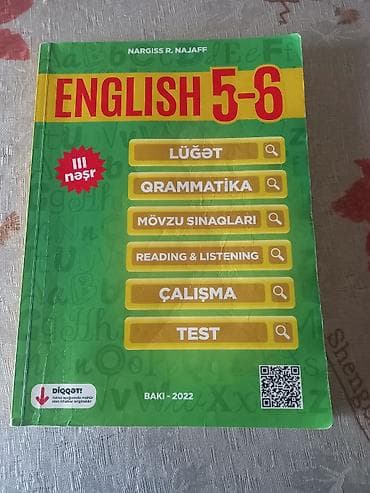 NARGISS R. NAJAFF
ENGLISH 5-6
III
nəşr
LÜĞƏT
QRAMMATİKA
MÖVZU SINAQLARI
READING & LISTENING
ÇALIŞMA
TEST
DİQQƏT!
BAKI - 2022